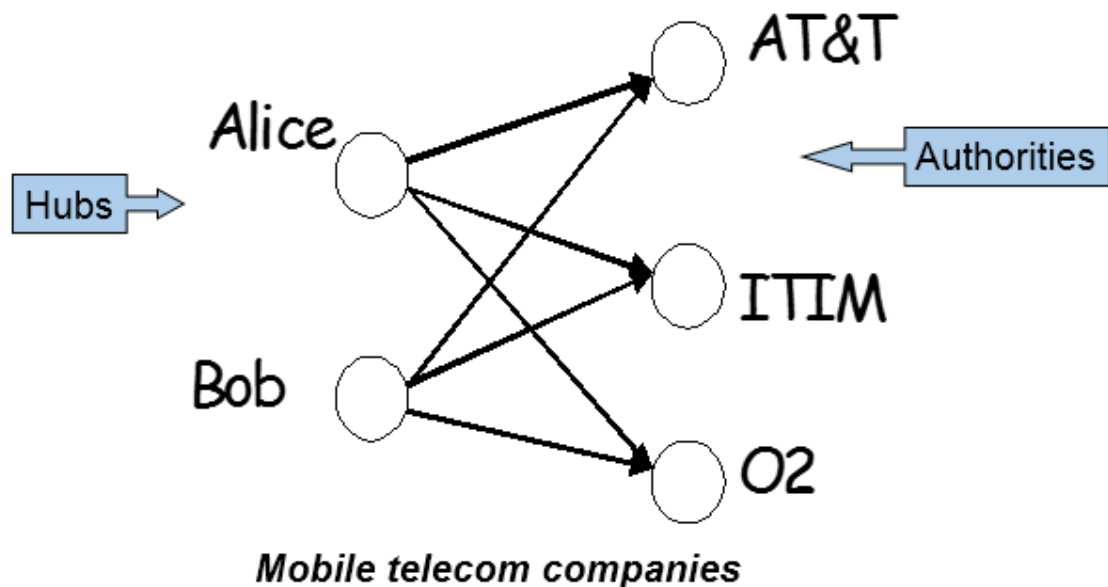 AT&T
Alice
Authorities
Hubs
ITIM
Bob
O2
Mobile telecom companies